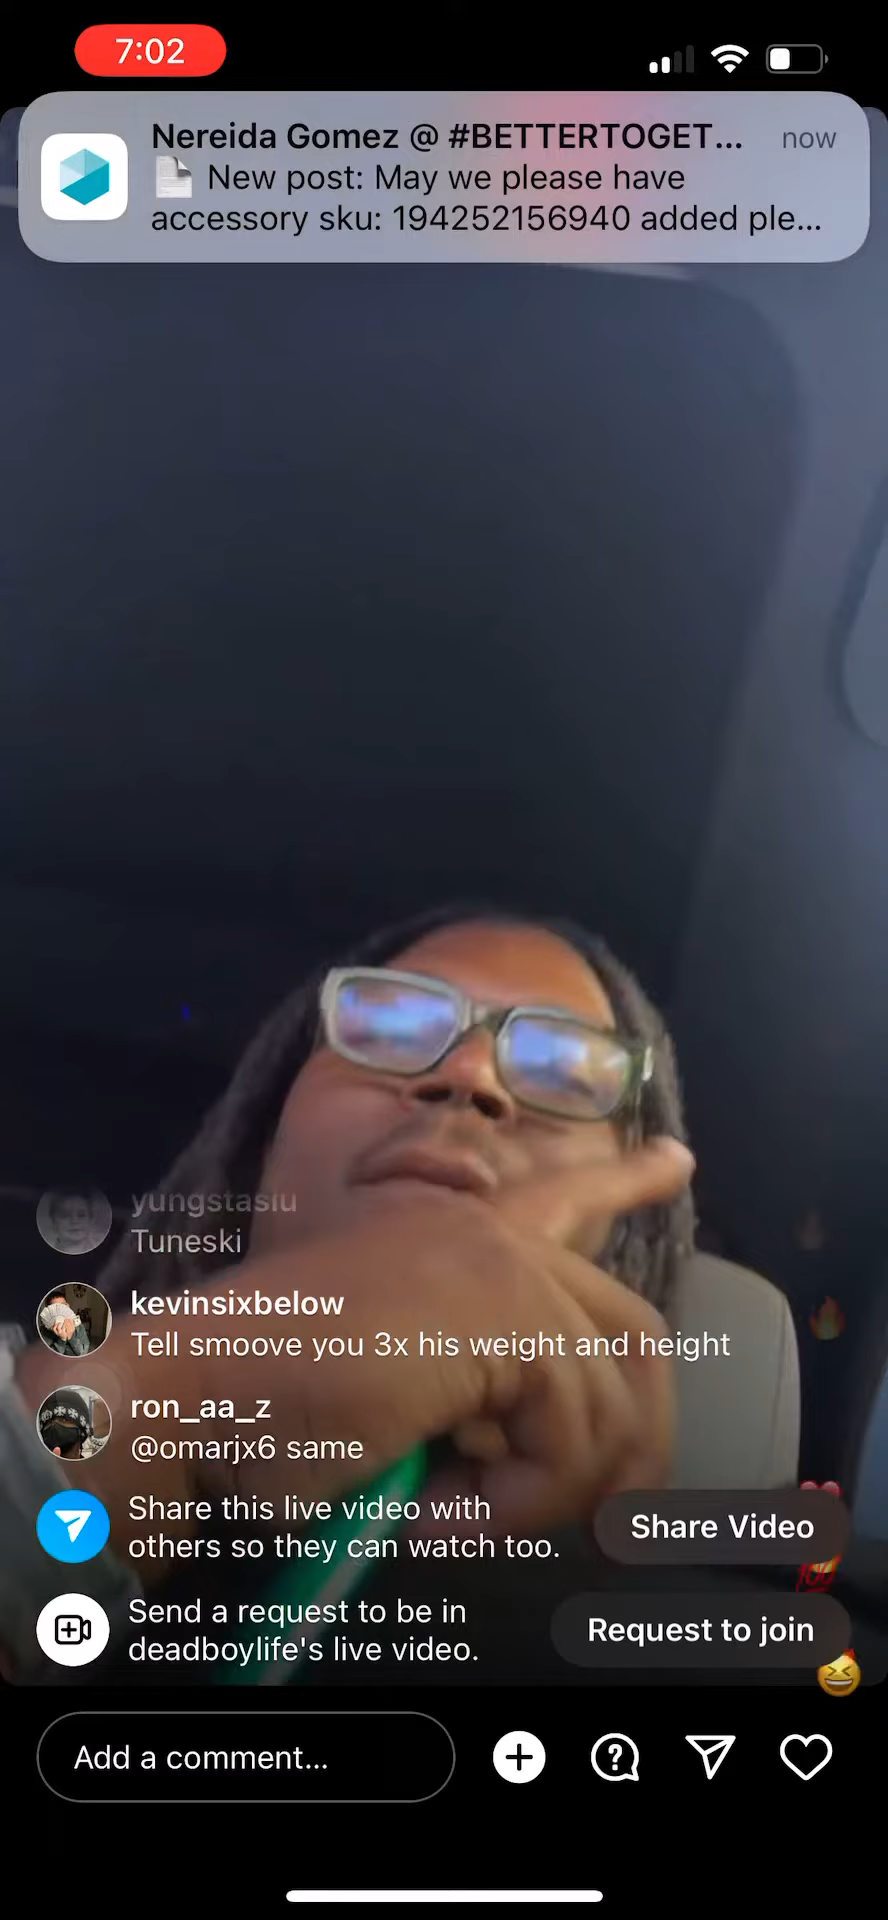 7:02
Nereida Gomez @ #BETTERTOGET... now
New post: May we please have
accessory sku: 194252156940 added ple...
yungstasiu
Tuneski
kevinsixbelow
Tell smoove you 3x his weight and height
ron_aa_z
@omarjx6 same
Share this live video with
others so they can watch too.
Share Video
Send a request to be in
deadboylife's live video.
Request to join
Add a comment...